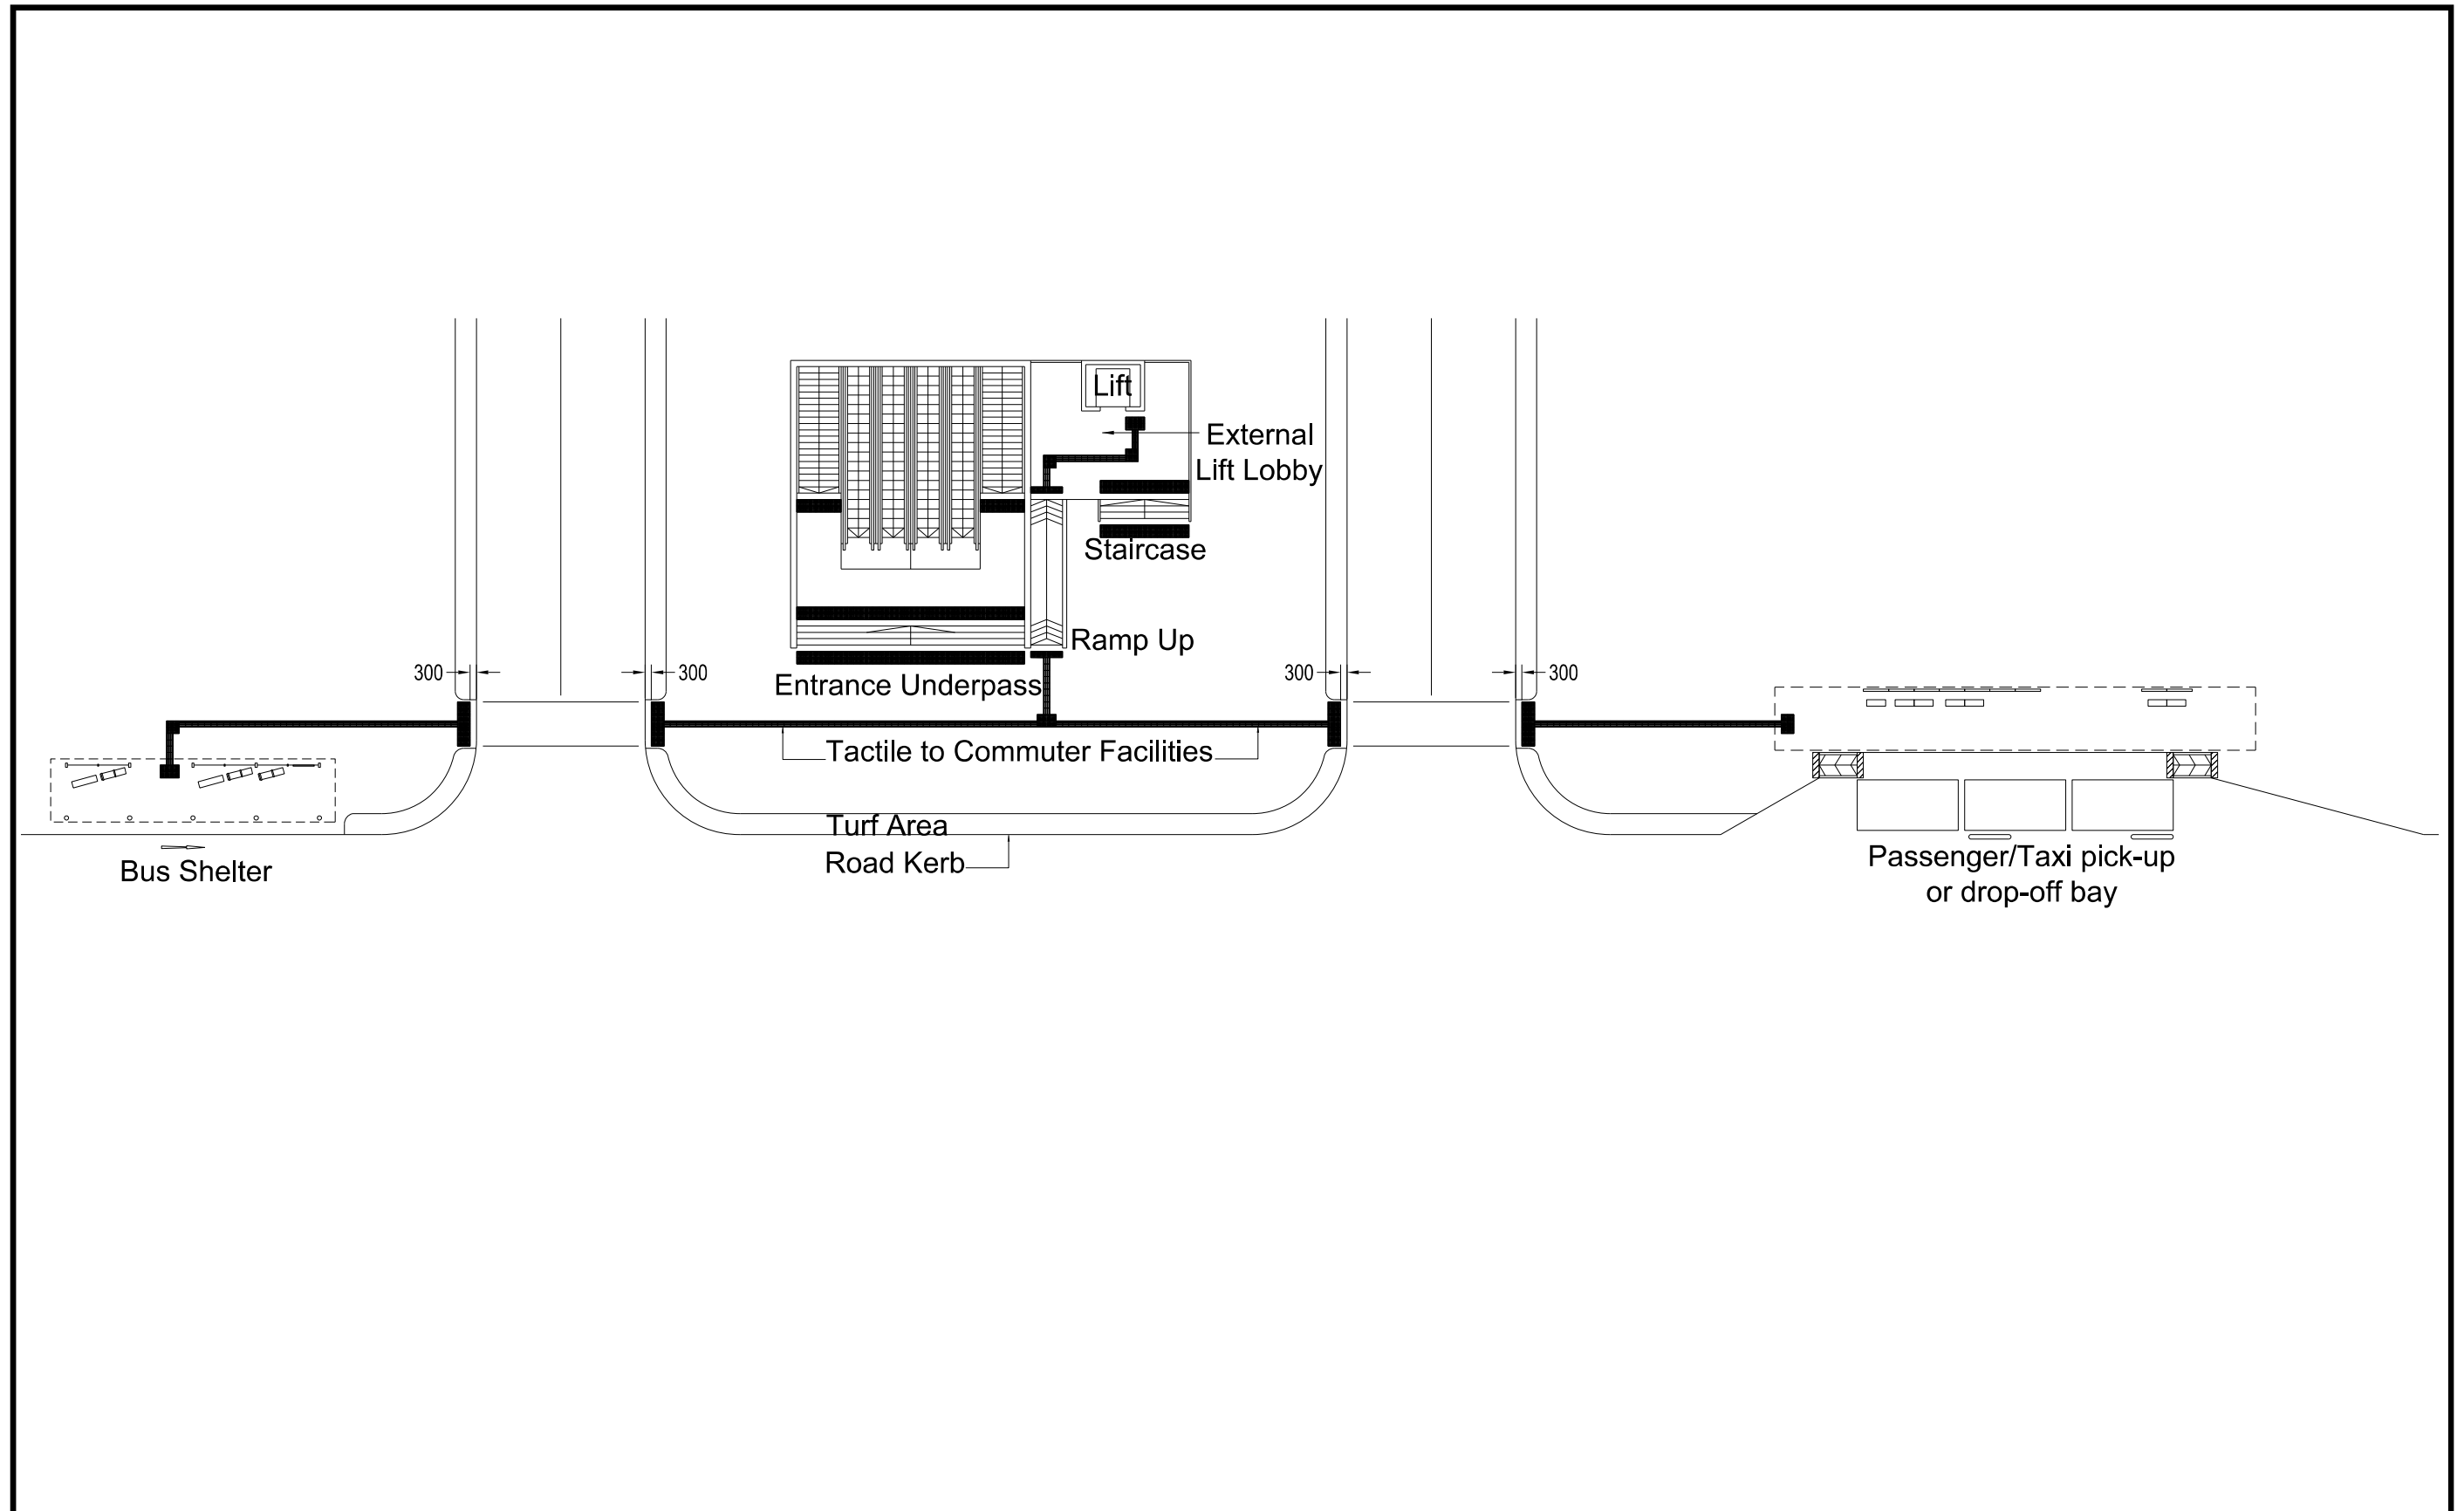 Lift
External
Lift Lobby
Staircase
Ramp Up
300
300
300
300
Entrance Underpass
Tactile to Commuter Facilities
Turf Area
Road Kerb
Bus Shelter
Passenger/Taxi pick-up
or drop-off bay